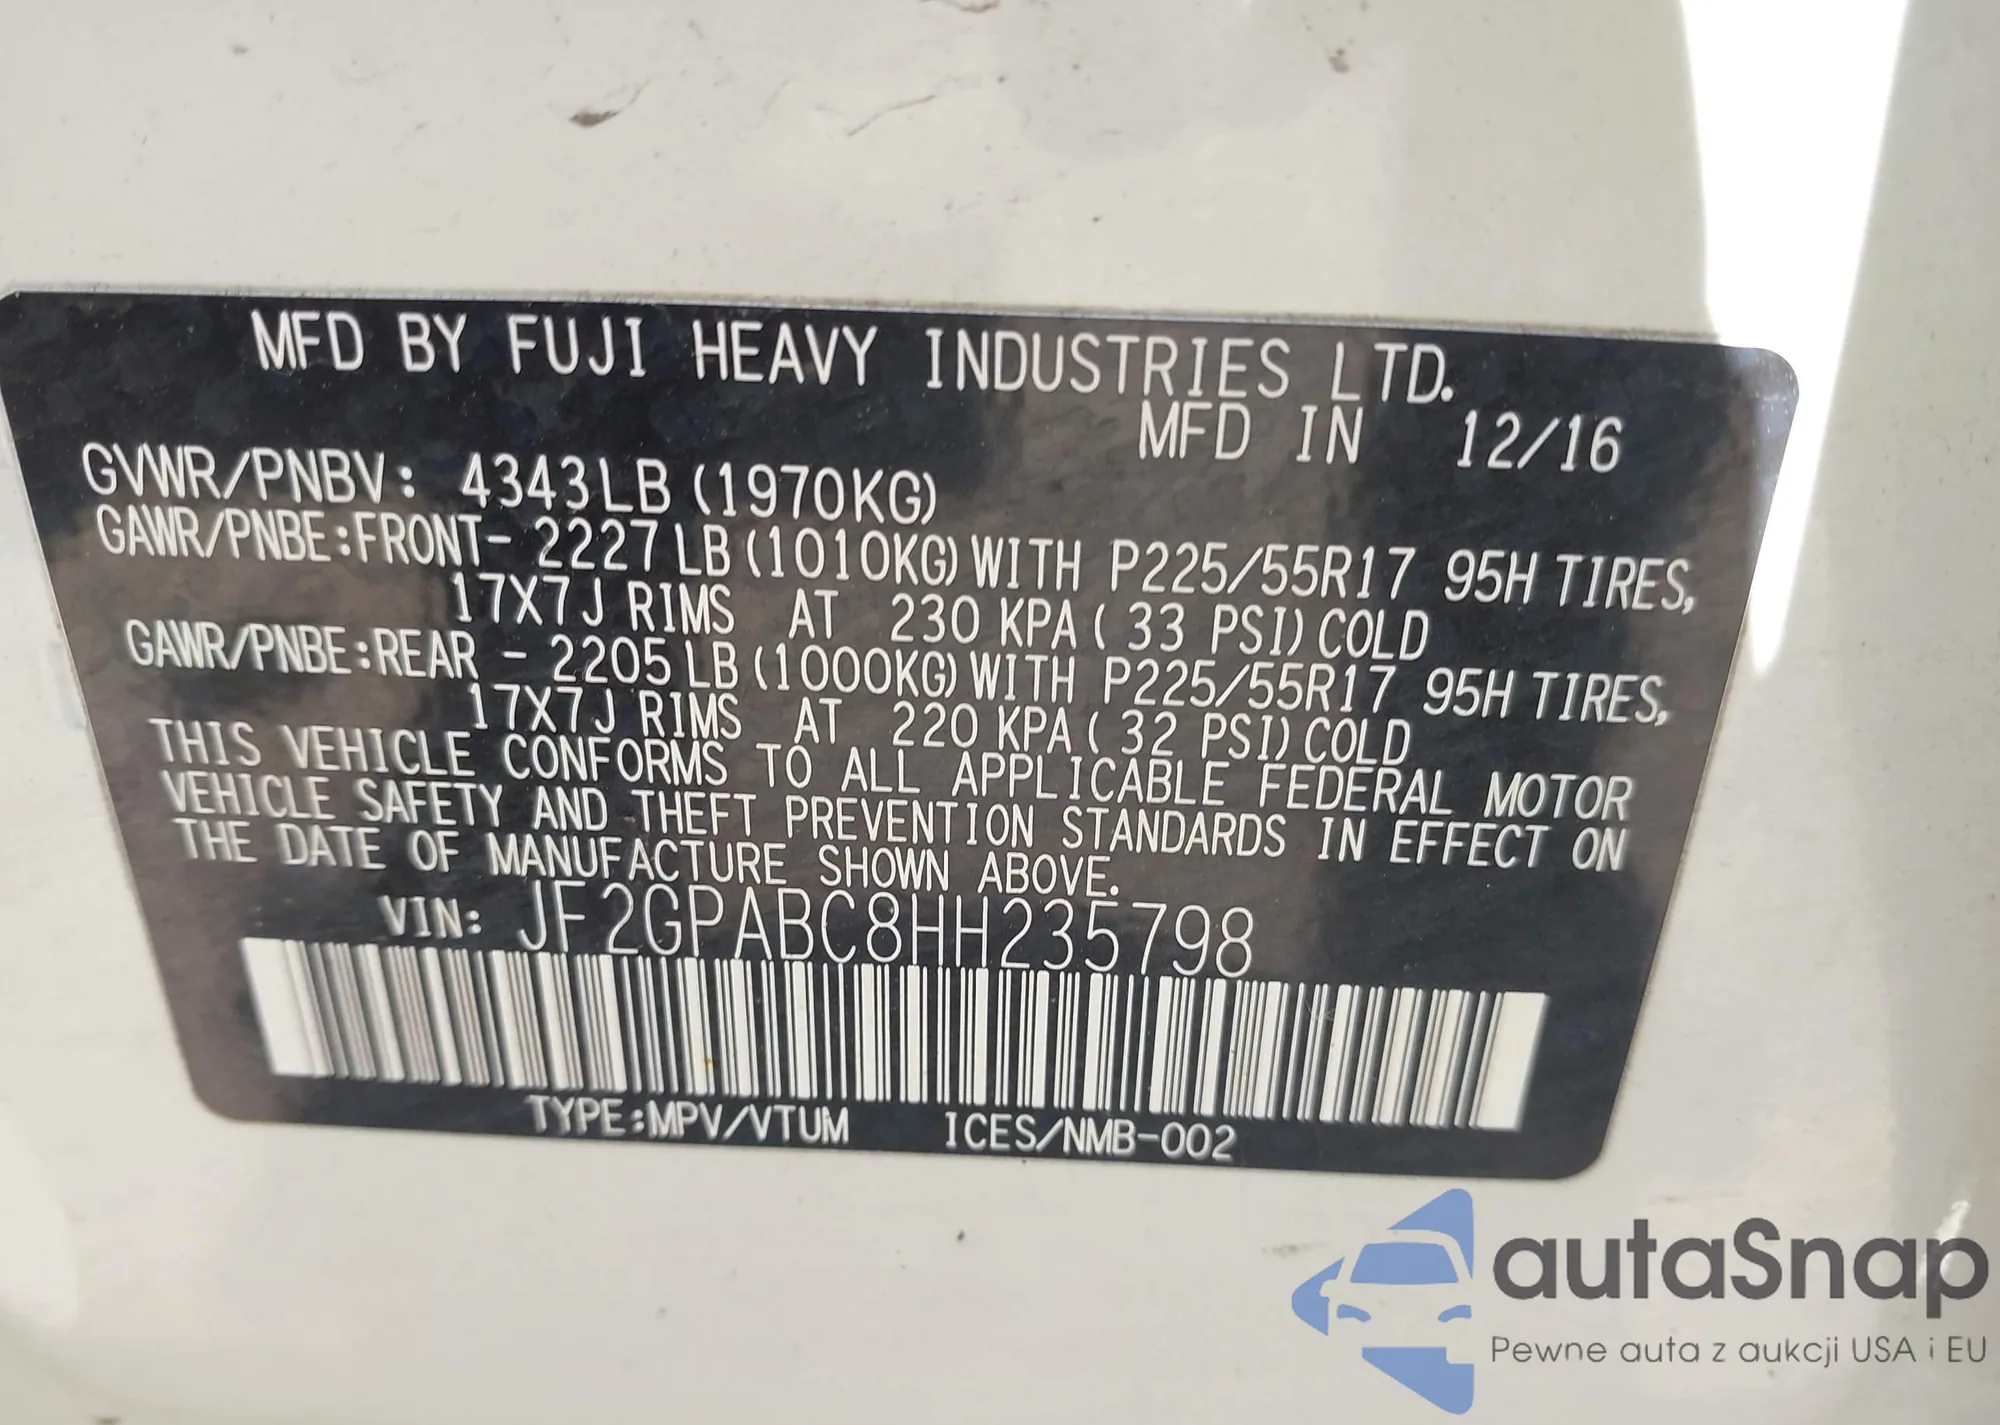 MFD BY FUJI HEAVY INDUSTRIES LTD.
MFD IN 12/16
GVWR/PNBV: 4343LB (1970KG)
GAWR/PNBE:FRONT- 2227LB (1010KG) WITH P225/55R17 95H TIRES,
17X7J RIMS AT 230 KPA ( 33 PSI) COLD
GAWR/PNBE:REAR - 2205LB (1000KG) WITH P225/55R17 95H TIRES,
17X7J RIMS AT 220 KPA ( 32 PSI) COLD
THIS VEHICLE CONFORMS TO ALL APPLICABLE FEDERAL MOTOR
VEHICLE SAFETY AND THEFT PREVENTION STANDARDS IN EFFECT ON
THE DATE OF MANUFACTURE SHOWN ABOVE.
VIN: JF2GPABC8HH235798
TYPE:MPV/VTUM ICES/NMB-002
autaSnap
Pewne auta z aukcji USA i EU